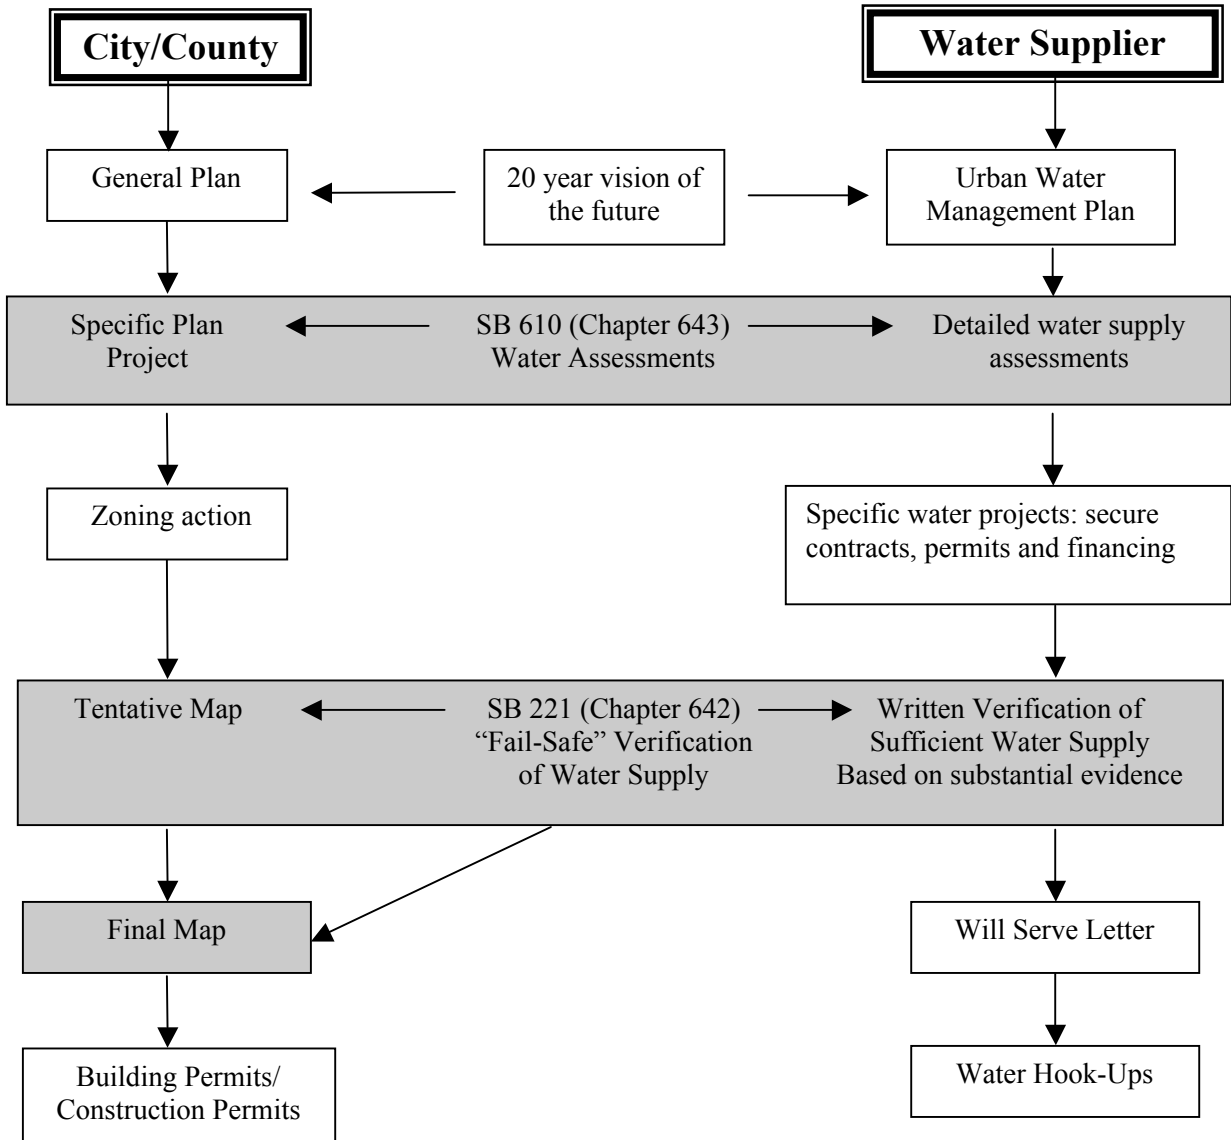 City/County
Water Supplier
General Plan
20 year vision of
the future
Urban Water
Management Plan
Specific Plan
Project
SB 610 (Chapter 643)
Water Assessments
Detailed water supply
assessments
Zoning action
Specific water projects: secure
contracts, permits and financing
Tentative Map
SB 221 (Chapter 642)
“Fail-Safe” Verification
of Water Supply
Written Verification of
Sufficient Water Supply
Based on substantial evidence
Final Map
Will Serve Letter
Building Permits/
Construction Permits
Water Hook-Ups